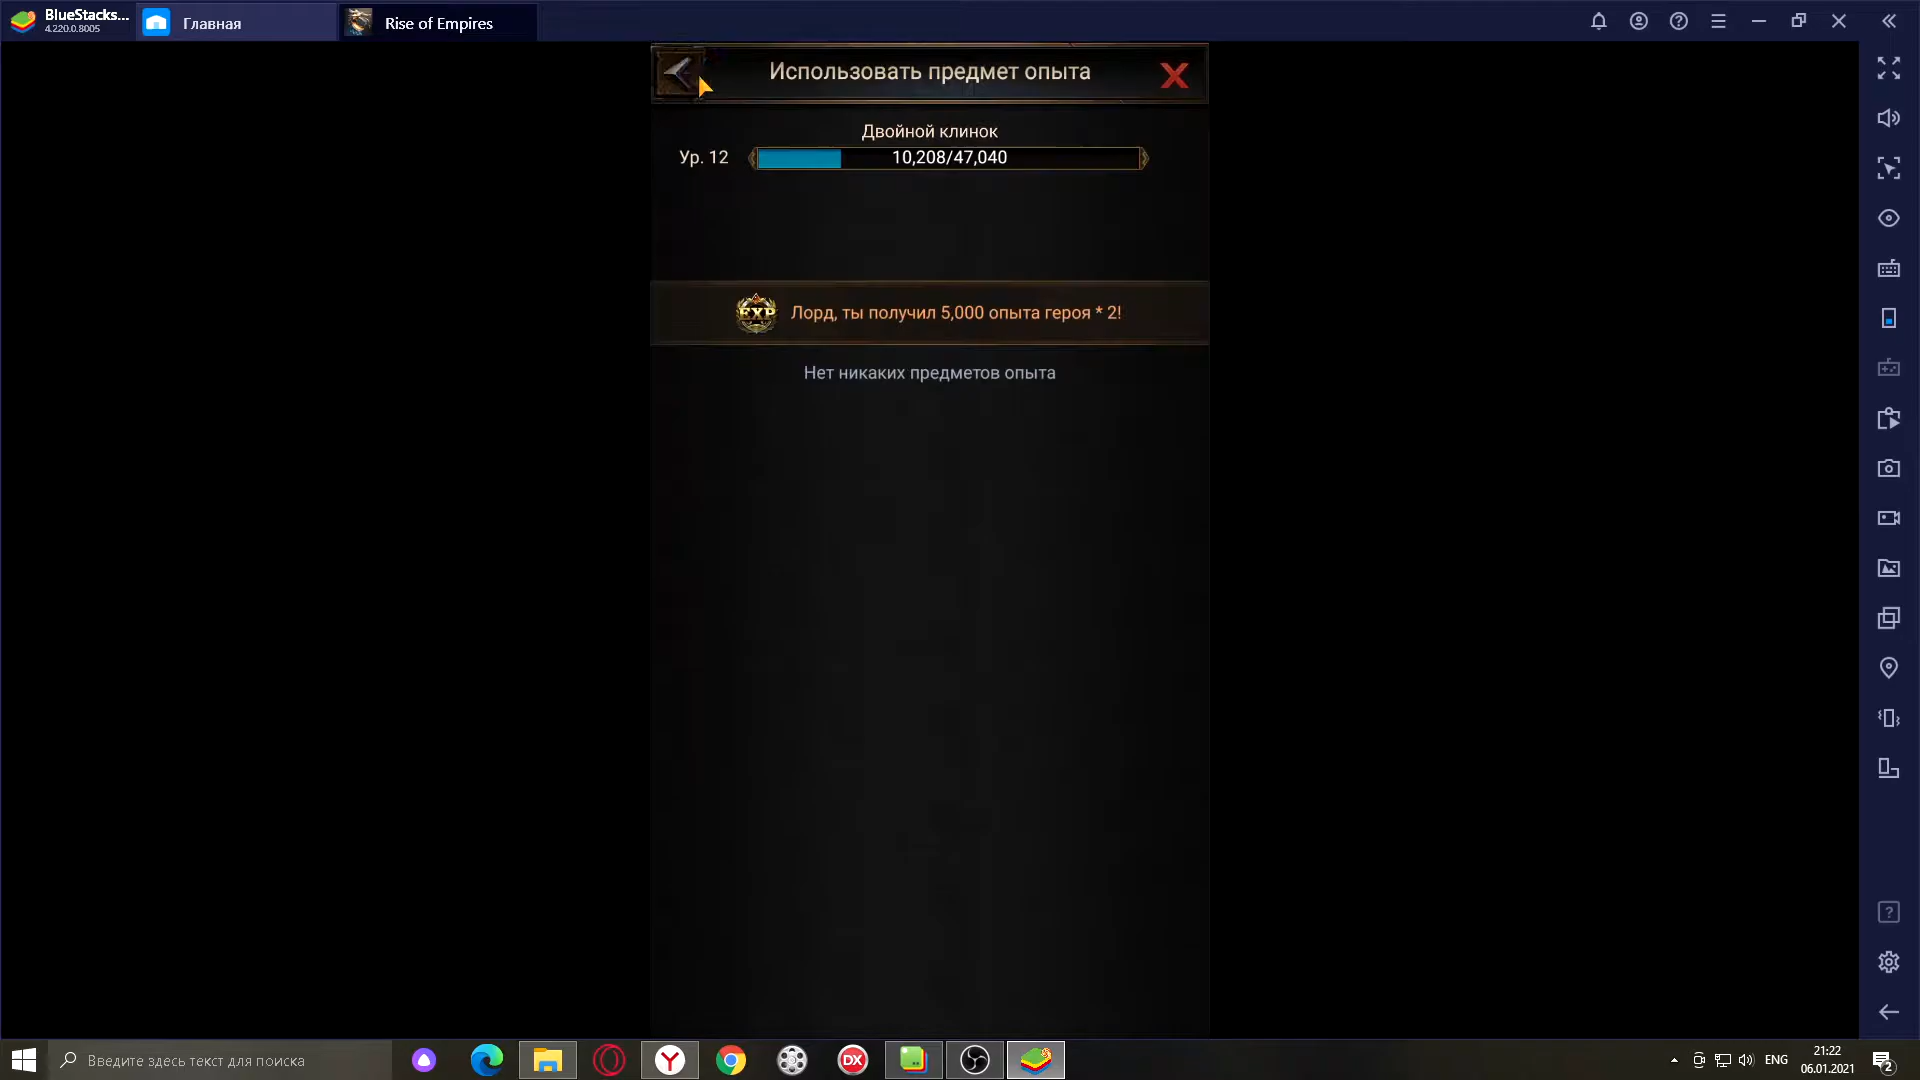 BlueStacks...
4.220.0.8005
Главная
Rise of Empires
Использовать предмет опыта
Двойной клинок
Ур. 12
10,208/47,040
EXP
Лорд, ты получил 5,000 опыта героя * 2!
Нет никаких предметов опыта
Введите здесь текст для поиска
Y
DX
ENG
21:22
06.01.2021
2